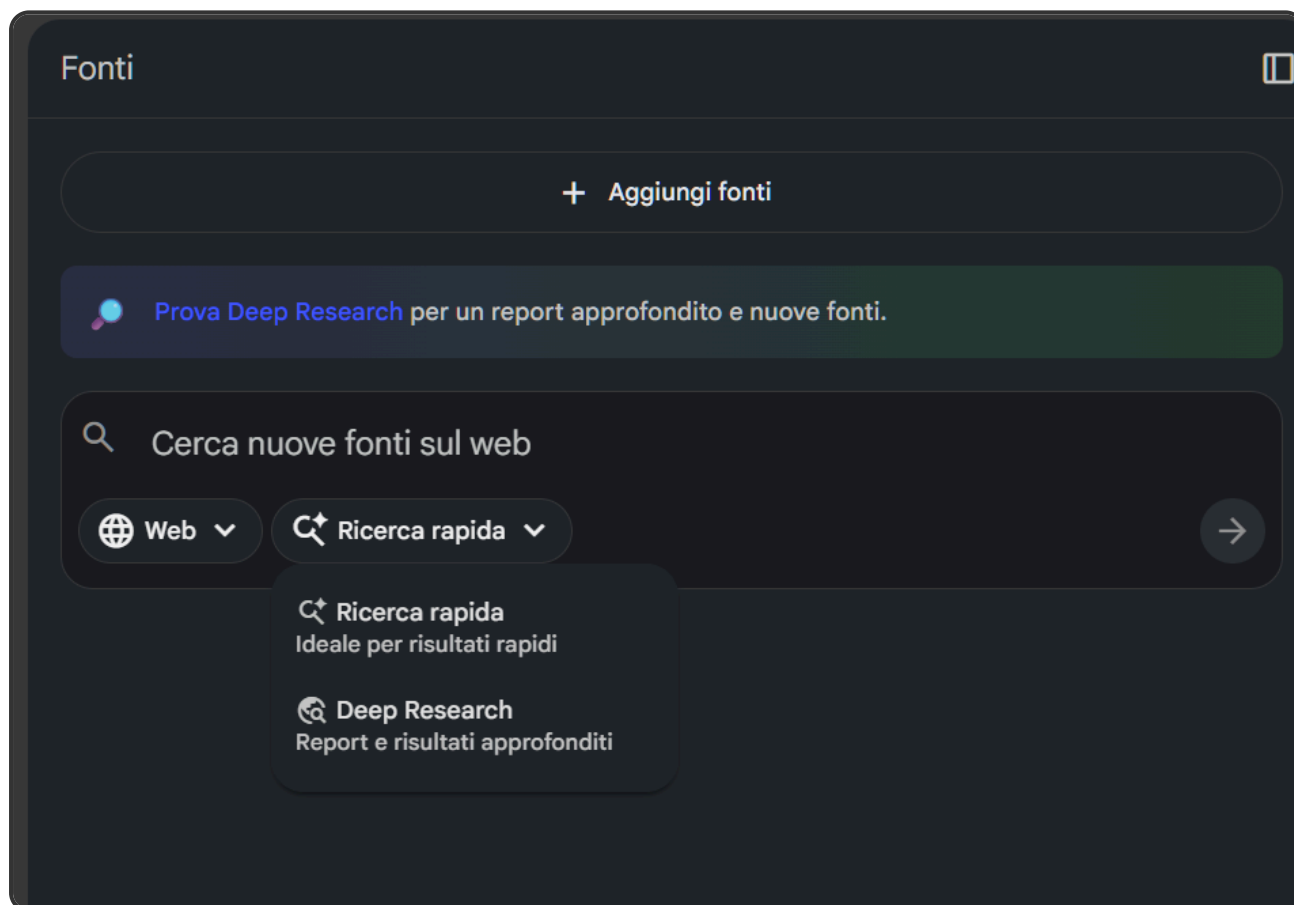 Fonti
Aggiungi fonti
Prova Deep Research per un report approfondito e nuove fonti.
Cerca nuove fonti sul web
Web
Ricerca rapida
Ricerca rapida
Ideale per risultati rapidi
Deep Research
Report e risultati approfonditi